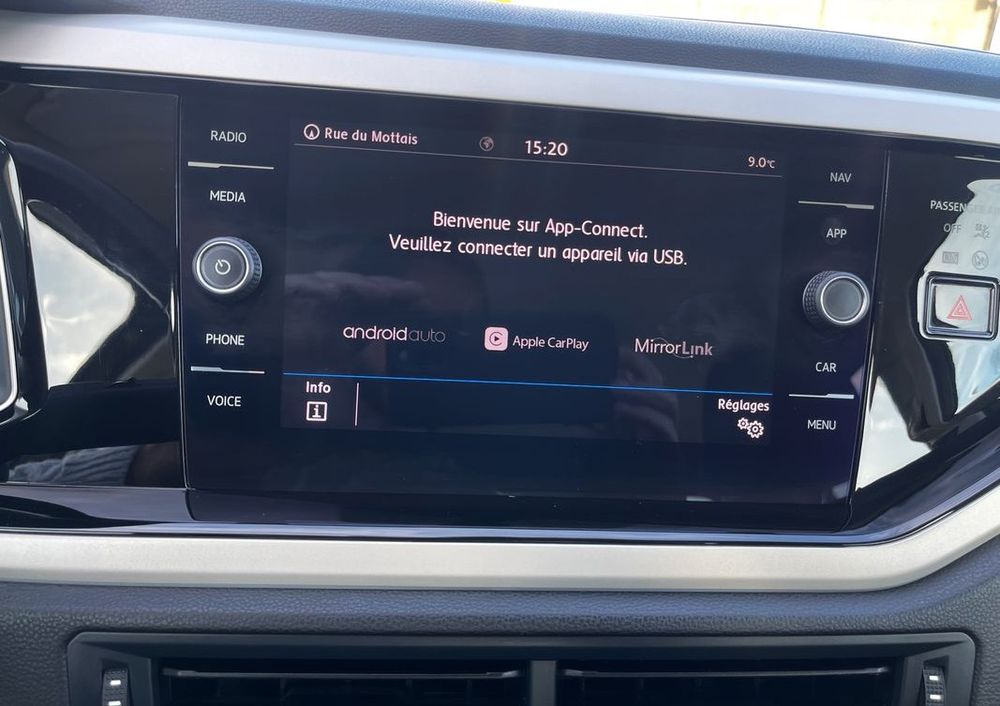 RADIO
MEDIA
PHONE
VOICE
Rue du Mottais
15:20
9.0°C
Bienvenue sur App-Connect.
Veuillez connecter un appareil via USB.
androidauto
Apple CarPlay
MirrorLink
Info
i
Réglages
NAV
APP
CAR
MENU
PASSENGER
OFF